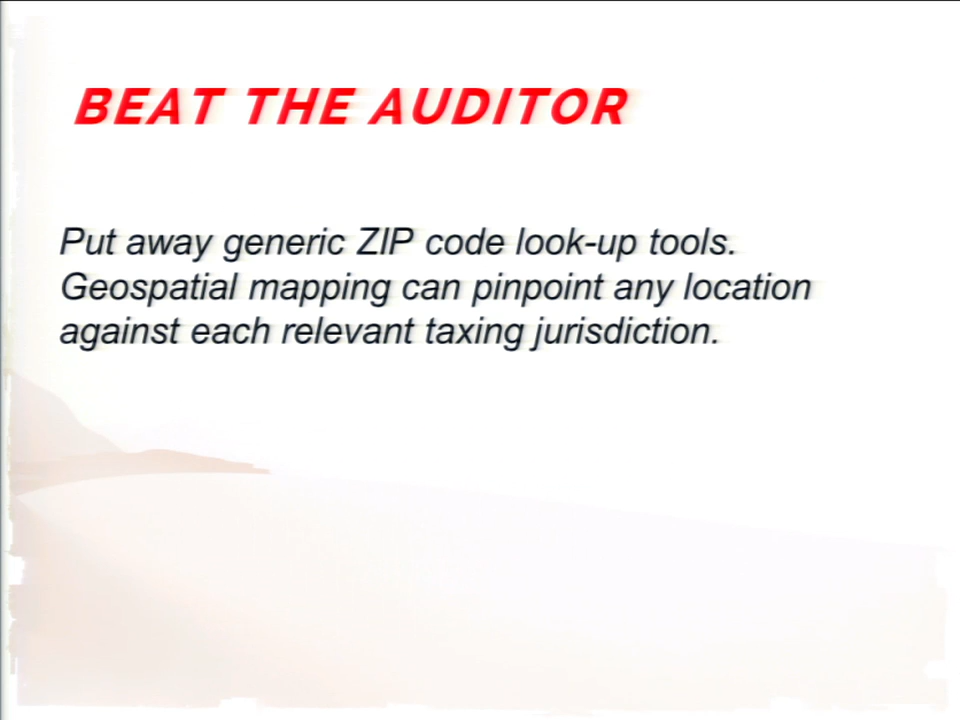 BEAT THE AUDITOR
Put away generic ZIP code look-up tools.
Geospatial mapping can pinpoint any location
against each relevant taxing jurisdiction.